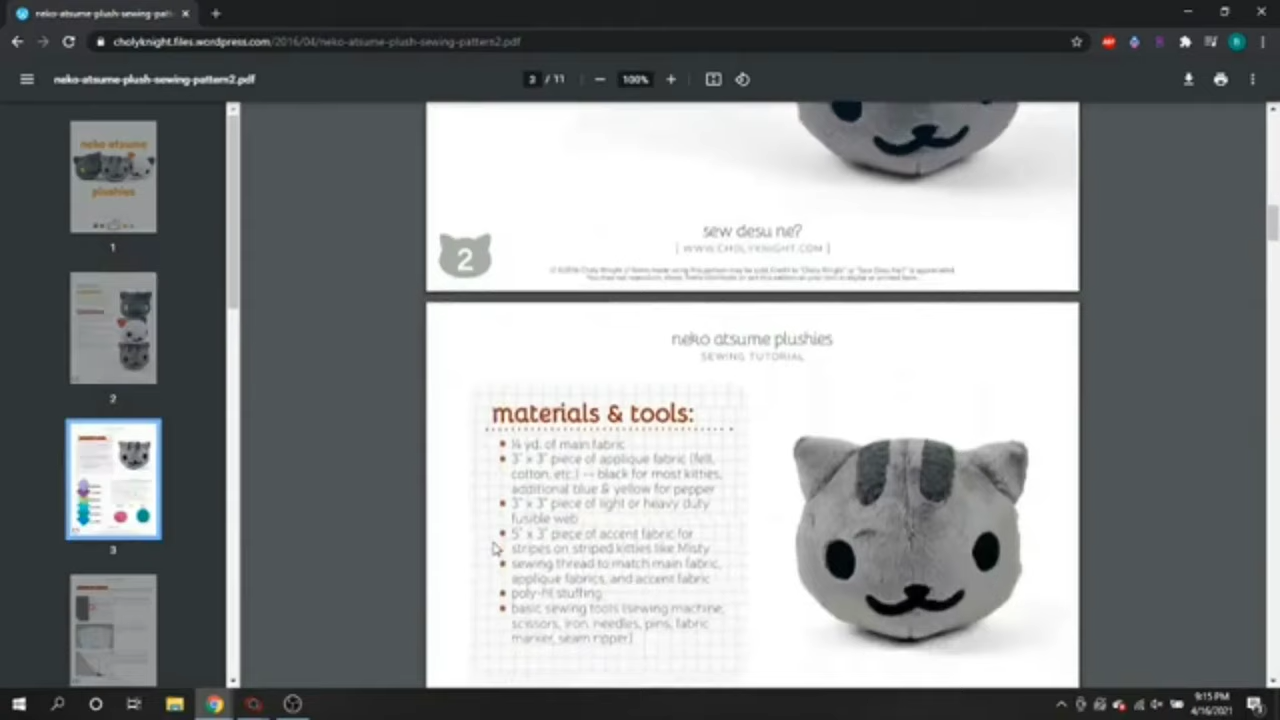 neko-atsume-plush-sewing-patt
cholyknight.files.wordpress.com/2016/04/neko-atsume-plush-sewing-pattern2.pdf
neko-atsume-plush-sewing-pattern2.pdf
3 / 11
100%
neko atsume
plushies
1
2
3
sew desu ne?
[ WWW.CHOLYKNIGHT.COM ]
2
neko atsume plushies
SEWING TUTORIAL
materials & tools:
¼ yd. of main fabric
3" x 3" piece of applique fabric (felt,
cotton, etc.) -- black for most kitties,
additional blue & yellow for pepper
3" x 3" piece of light or heavy duty
fusible web
5" x 3" piece of accent fabric for
stripes on striped kitties like Misty
sewing thread to match main fabric,
applique fabrics, and accent fabric
poly-fil stuffing
basic sewing tools (sewing machine,
scissors, iron, needles, pins, fabric
marker, seam ripper)
9:15 PM
4/16/2021